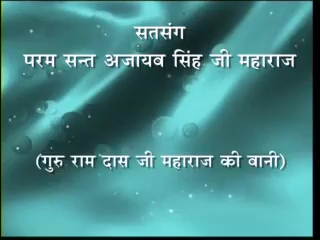 सतसंग
परम सन्त अजायब सिंह जी महाराज
(गुरु राम दास जी महाराज की बानी)